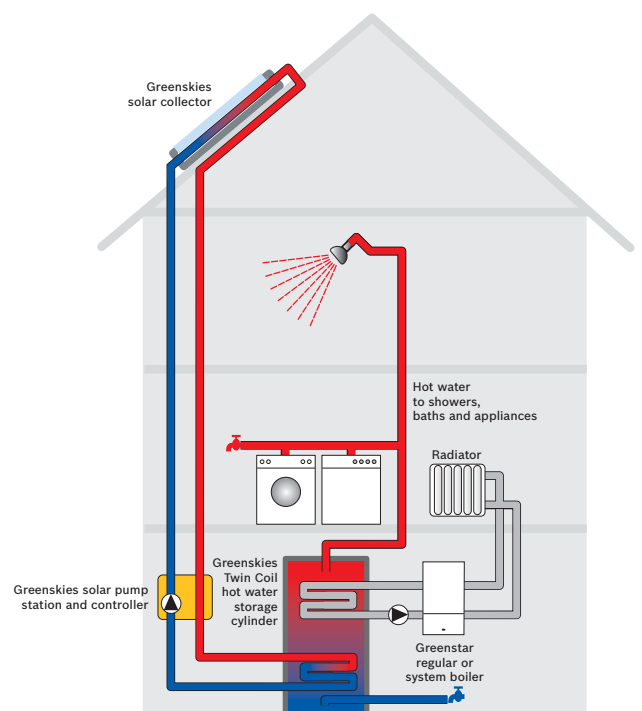 Greenskies
solar collector
Hot water
to showers,
baths and appliances
Radiator
Greenskies
Twin Coil
hot water
storage
cylinder
Greenskies solar pump
station and controller
Greenstar
regular or
system boiler